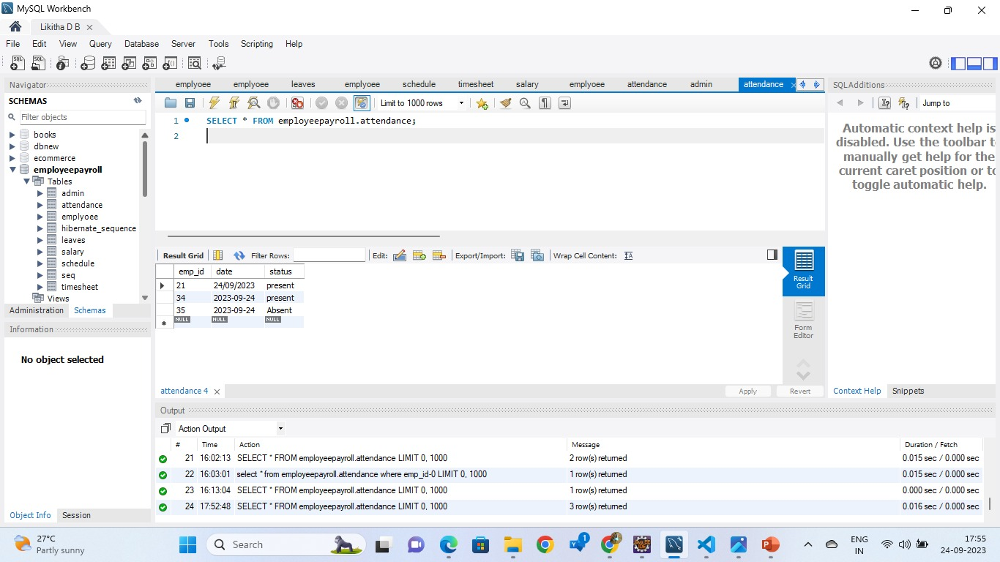 MySQL Workbench
Likitha D B
File Edit View Query Database Server Tools Scripting Help
Navigator
SCHEMAS
Filter objects
books
dbnew
ecommerce
employeepayroll
Tables
admin
attendance
emplyoee
hibernate_sequence
leaves
salary
schedule
seq
timesheet
Views
Administration Schemas
Information
No object selected
Object Info Session
emplyoee emplyoee leaves emplyoee schedule timesheet salary emplyoee attendance admin attendance
Limit to 1000 rows
1 SELECT * FROM employeepayroll.attendance;
2
Result Grid Filter Rows: Edit: Export/Import: Wrap Cell Content:
emp_id date status
21 24/09/2023 present
34 2023-09-24 present
35 2023-09-24 Absent
NULL NULL NULL
Result
Grid
Form
Editor
attendance 4
Apply Revert
SQLAdditions
Jump to
Automatic context help is
disabled. Use the toolbar t
manually get help for the
current caret position or to
toggle automatic help.
Context Help Snippets
Output
Action Output
# Time Action Message Duration / Fetch
21 16:02:13 SELECT * FROM employeepayroll.attendance LIMIT 0, 1000 2 row(s) returned 0.015 sec / 0.000 sec
22 16:03:01 select * from employeepayroll.attendance where emp_id-0 LIMIT 0, 1000 1 row(s) returned 0.015 sec / 0.000 sec
23 16:13:04 SELECT * FROM employeepayroll.attendance LIMIT 0, 1000 1 row(s) returned 0.000 sec / 0.000 sec
24 17:52:48 SELECT * FROM employeepayroll.attendance LIMIT 0, 1000 3 row(s) returned 0.016 sec / 0.000 sec
27°C
Partly sunny
Search
1
ENG
IN
17:55
24-09-2023